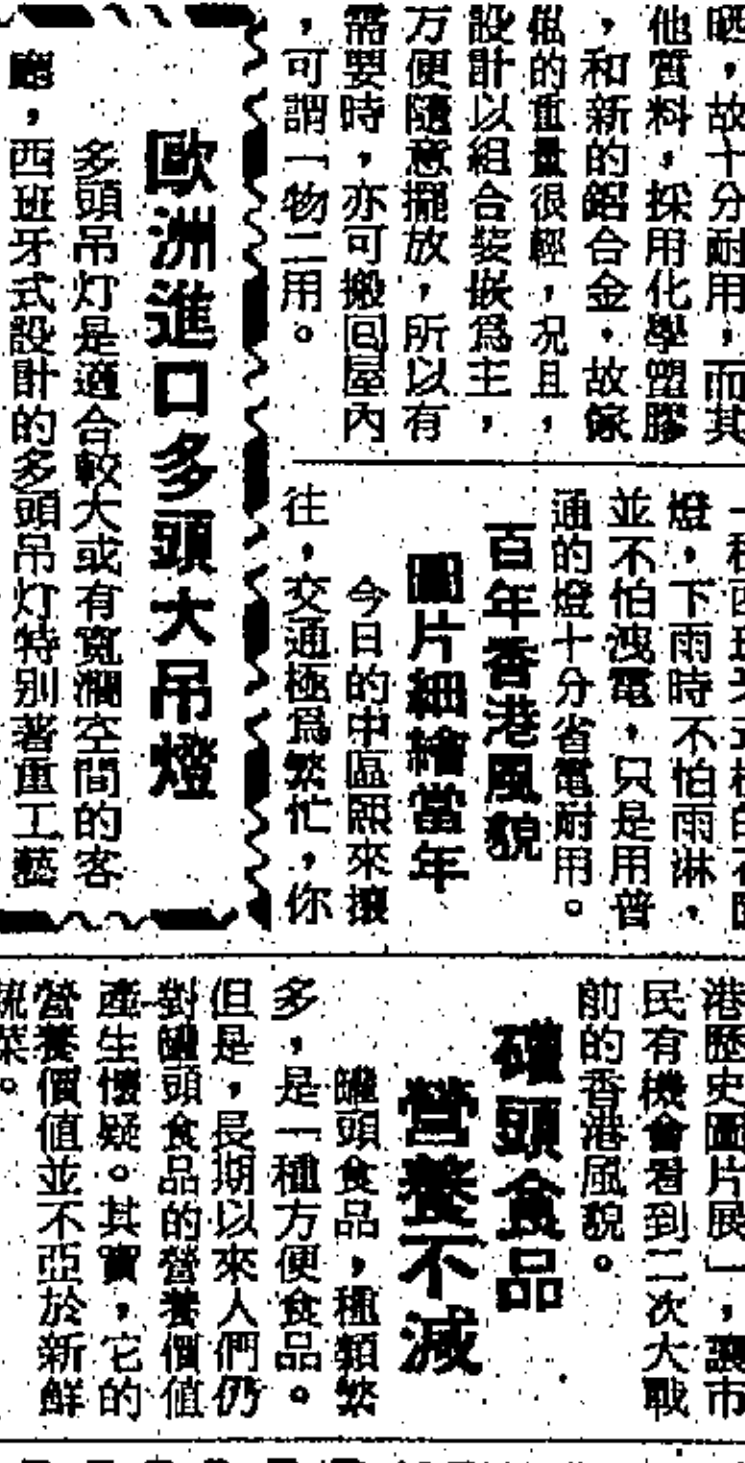 晒,故十分耐用,而其
他質料,採用化學塑膠
,和新的鋁合金,故傢
俬的重量很輕,况且,
設計以組合裝嵌爲主,
方便隨意擺放,所以有
需要時,亦可搬回屋內
,可謂一物二用。
歐洲進口多頭大吊燈
多頭吊灯是適合較大或有寬濶空間的客
廳,西班牙式設計的多頭吊灯特别著重工藝
燈,下雨時不怕雨淋,
並不怕洩電,只是用普
通的燈十分省電耐用。
百年香港風貌
圖片細繪當年
今日的中區熙來攘
往,交通極爲繁忙,你
港歷史圖片展」,讓市
民有機會看到二次大戰
前的香港風貌。
罐頭食品
營養不減
罐頭食品,種類繁
多,是一種方便食品。
但是,長期以來人們仍
對罐頭食品的營養價值
產生懷疑。其實,它的
營養價值並不亞於新鮮
蔬菜。